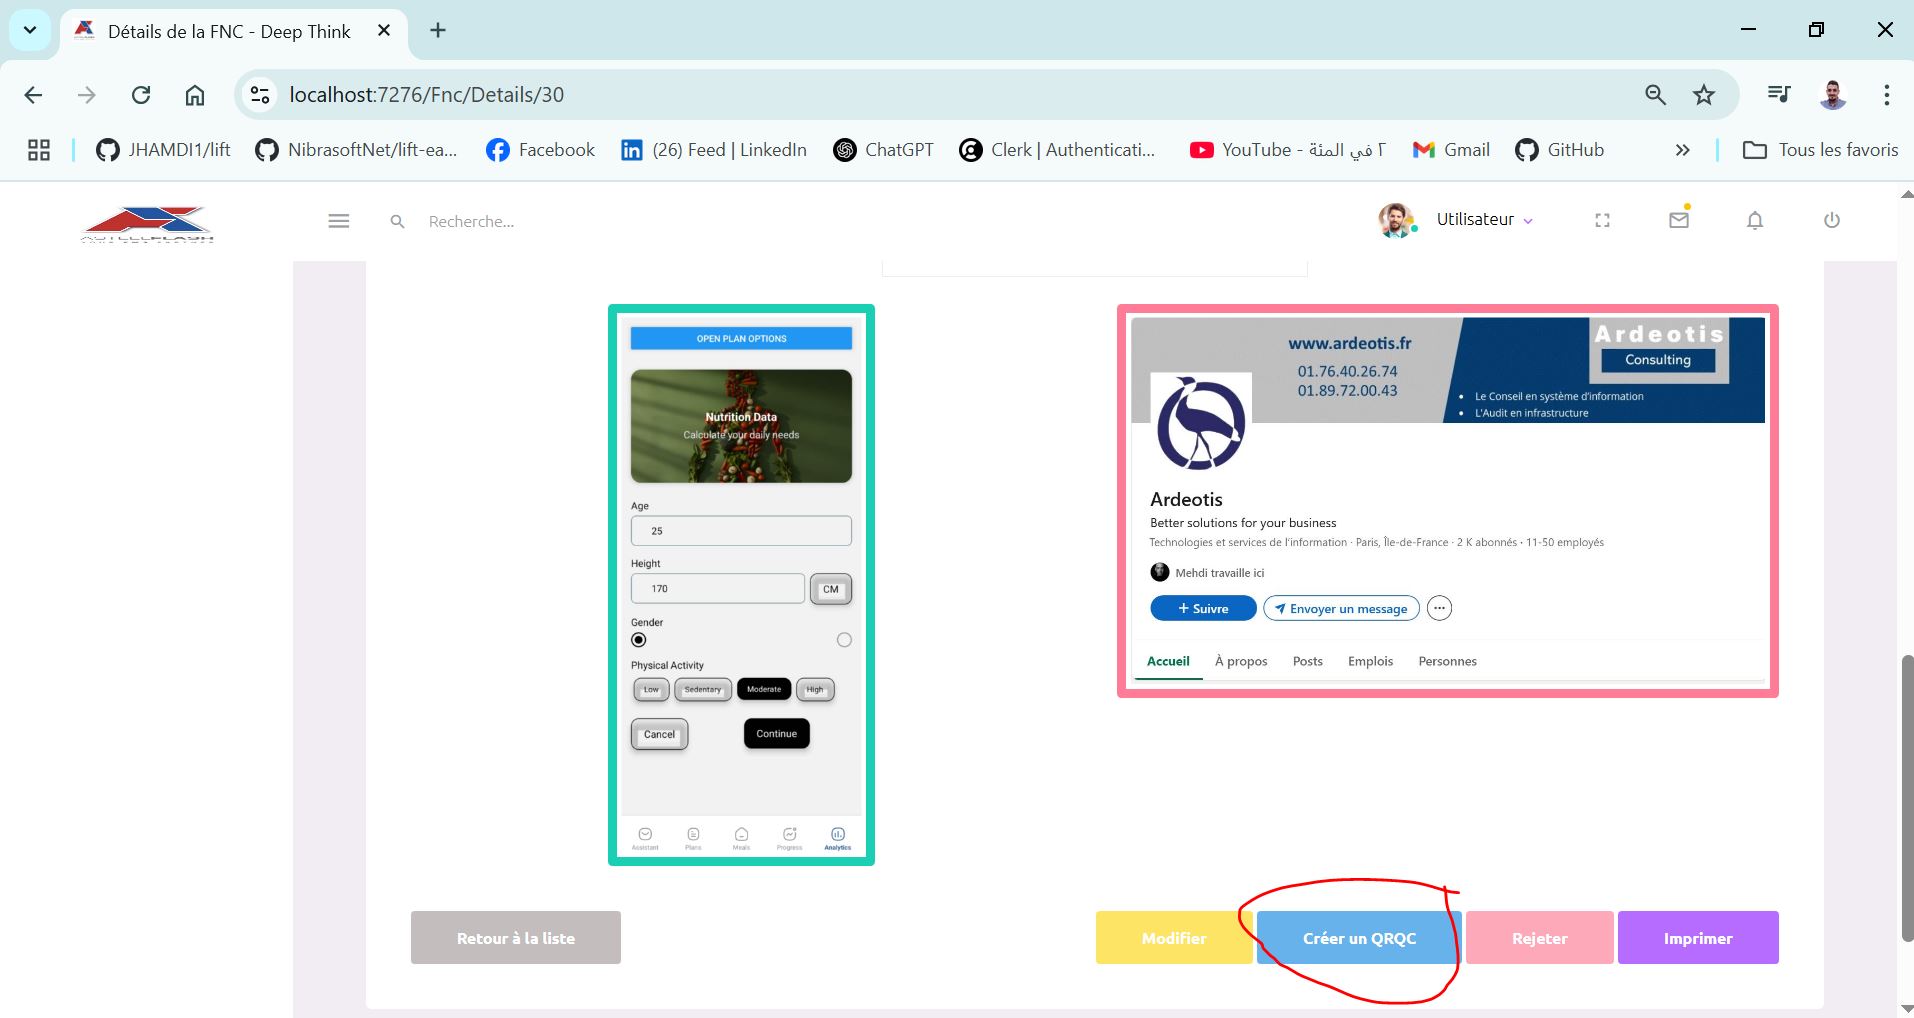 Détails de la FNC - Deep Think
localhost:7276/Fnc/Details/30
JHAMDI1/lift
NibrasoftNet/lift-ea...
Facebook
(26) Feed | LinkedIn
ChatGPT
Clerk | Authenticati...
YouTube - ٢ في المئة
Gmail
GitHub
Tous les favoris
Recherche...
Utilisateur
OPEN PLAN OPTIONS
Nutrition Data
Calculate your daily needs
Age
25
Height
170
CM
Gender
Physical Activity
Low
Sedentary
Moderate
High
Cancel
Continue
Assistant
Plans
Meals
Progress
Analytics
www.ardeotis.fr
01.76.40.26.74
01.89.72.00.43
Ardeotis
Consulting
• Le Conseil en système d'information
• L'Audit en infrastructure
Ardeotis
Better solutions for your business
Technologies et services de l'information · Paris, Île-de-France · 2 K abonnés · 11-50 employés
Mehdi travaille ici
+ Suivre
Envoyer un message
Accueil
À propos
Posts
Emplois
Personnes
Retour à la liste
Modifier
Créer un QRQC
Rejeter
Imprimer